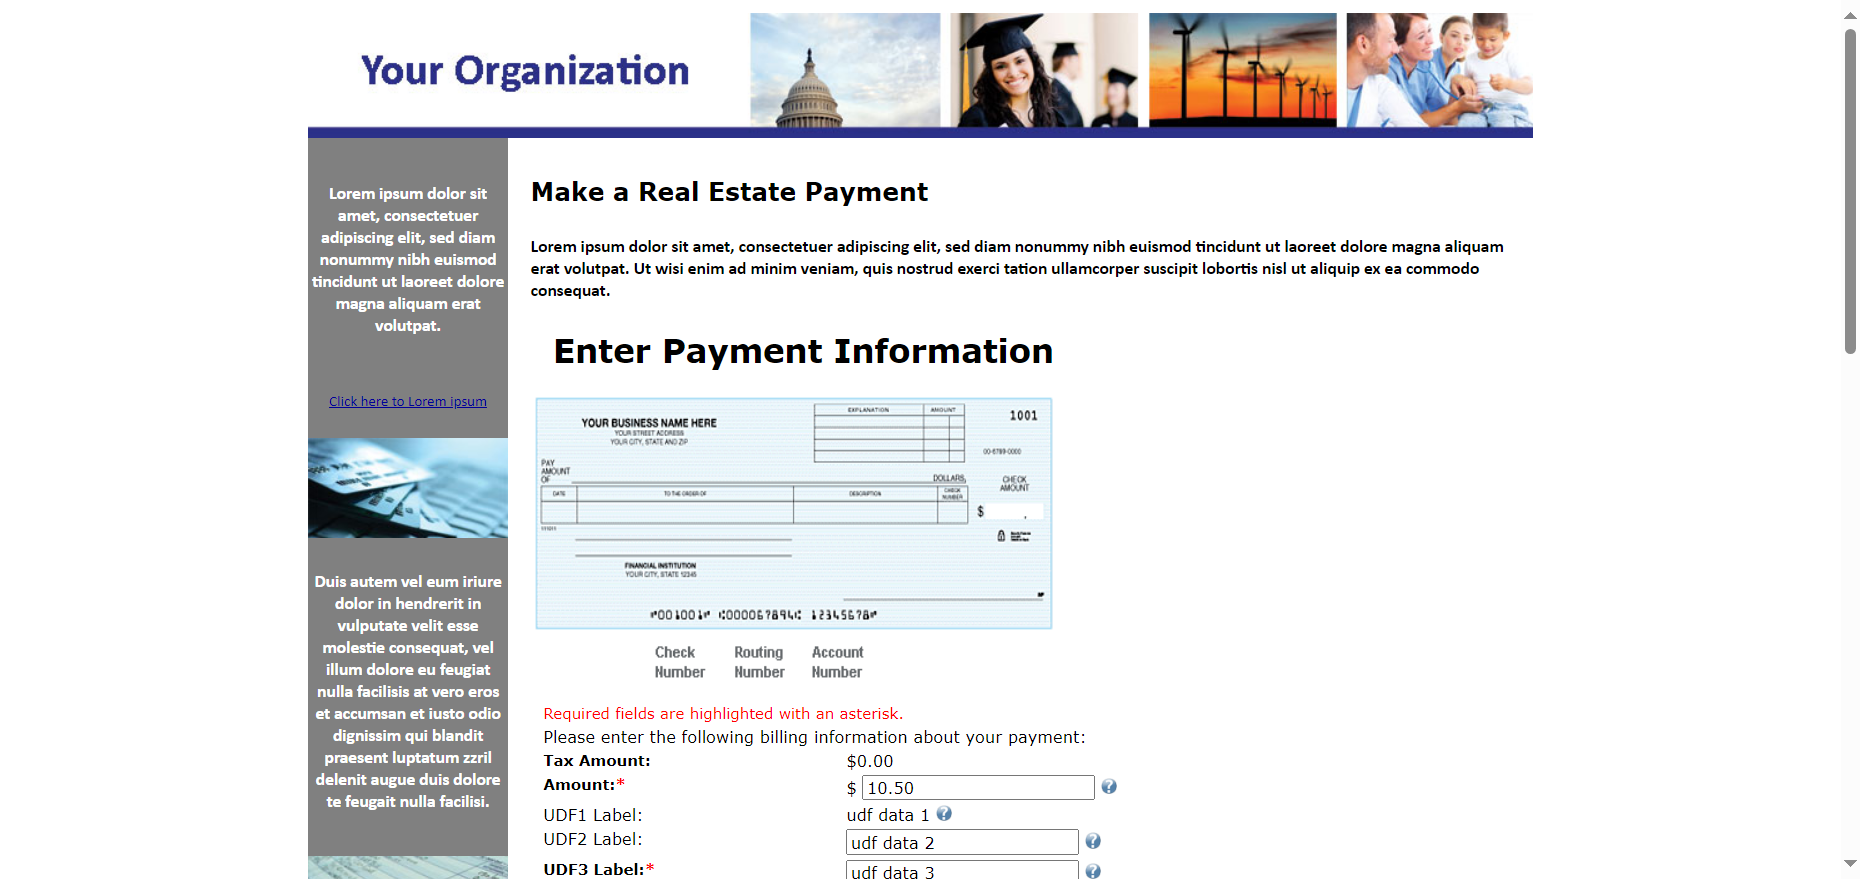 Your Organization
Lorem ipsum dolor sit
amet, consectetuer
adipiscing elit, sed diam
nonummy nibh euismod
tincidunt ut laoreet dolore
magna aliquam erat
volutpat.
Click here to Lorem ipsum
Duis autem vel eum iriure
dolor in hendrerit in
vulputate velit esse
molestie consequat, vel
illum dolore eu feugiat
nulla facilisis at vero eros
et accumsan et iusto odio
dignissim qui blandit
praesent luptatum zzril
delenit augue duis dolore
te feugait nulla facilisi.
Make a Real Estate Payment
Lorem ipsum dolor sit amet, consectetuer adipiscing elit, sed diam nonummy nibh euismod tincidunt ut laoreet dolore magna aliquam
erat volutpat. Ut wisi enim ad minim veniam, quis nostrud exerci tation ullamcorper suscipit lobortis nisl ut aliquip ex ea commodo
consequat.
Enter Payment Information
EXPLANATION AMOUNT
1001
YOUR BUSINESS NAME HERE
YOUR STREET ADDRESS
YOUR CITY, STATE AND ZIP
00-6789-0000
PAY
AMOUNT
OF
DOLLARS,
CHECK
AMOUNT
DATE TO THE ORDER OF DESCRIPTION CHECK
NUMBER
$
FINANCIAL INSTITUTION
YOUR CITY, STATE 12345
⑈001001⑈ ⑆000067894⑆ 12345678⑈
Check
Number
Routing
Number
Account
Number
Required fields are highlighted with an asterisk.
Please enter the following billing information about your payment:
Tax Amount: $0.00
Amount:* $ 10.50 ?
UDF1 Label: udf data 1 ?
UDF2 Label: udf data 2 ?
UDF3 Label:* udf data 3 ?